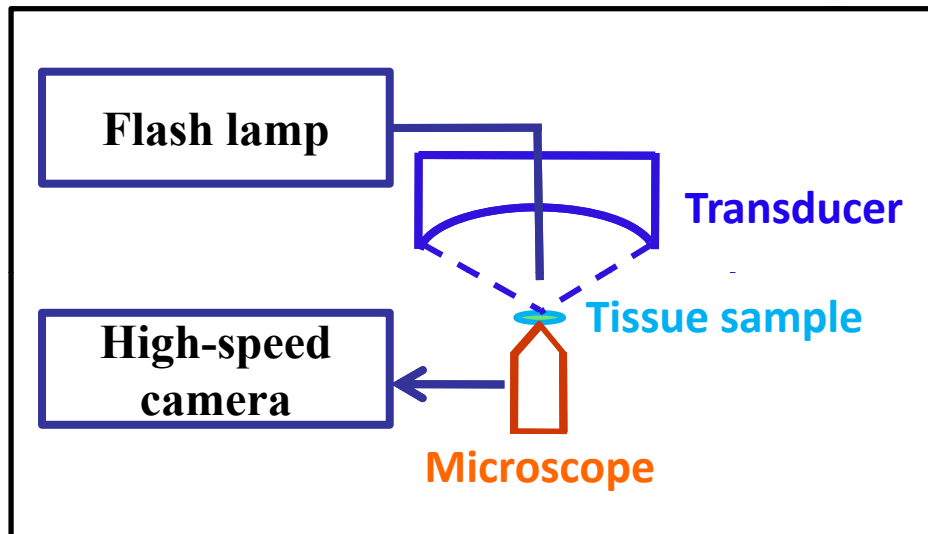 Flash lamp
Transducer
Tissue sample
High-speed
camera
Microscope